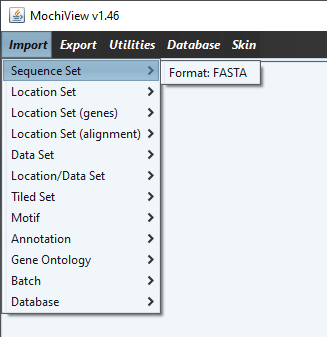 MochiView v1.46
Import Export Utilities Database Skin
Sequence Set
Format: FASTA
Location Set
Location Set (genes)
Location Set (alignment)
Data Set
Location/Data Set
Tiled Set
Motif
Annotation
Gene Ontology
Batch
Database